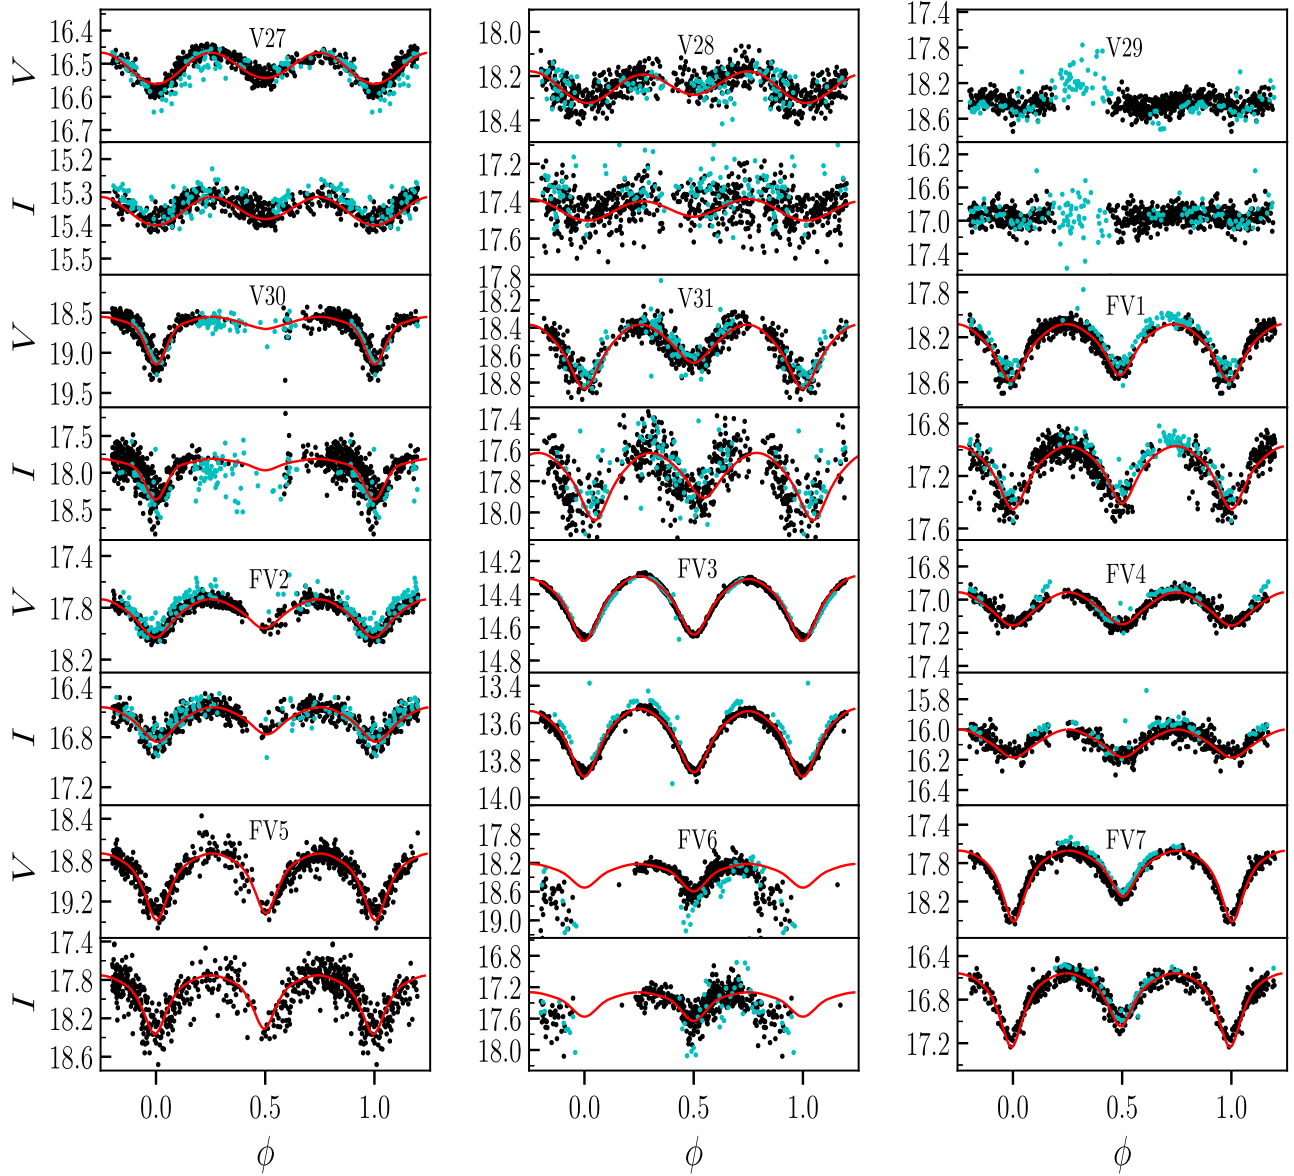 V27 V28 V29
V 16.4 16.5 16.6 16.7 18.0 18.2 18.4 17.4 17.8 18.2 18.6
I 15.2 15.3 15.4 15.5 17.2 17.4 17.6 16.2 16.6 17.0 17.4
V30 V31 FV1
V 18.5 19.0 19.5 17.8 18.2 18.4 18.6 18.8 17.8 18.2 18.6
I 17.5 18.0 18.5 17.4 17.6 17.8 18.0 16.8 17.2 17.6
FV2 FV3 FV4
V 17.4 17.8 18.2 14.2 14.4 14.6 14.8 16.8 17.0 17.2 17.4
I 16.4 16.8 17.2 13.4 13.6 13.8 14.0 15.8 16.0 16.2 16.4
FV5 FV6 FV7
V 18.4 18.8 19.2 17.8 18.2 18.6 19.0 17.4 17.8 18.2
I 17.4 17.8 18.2 18.6 16.8 17.2 17.6 18.0 16.4 16.8 17.2
0.0 0.5 1.0 0.0 0.5 1.0 0.0 0.5 1.0
ϕ ϕ ϕ